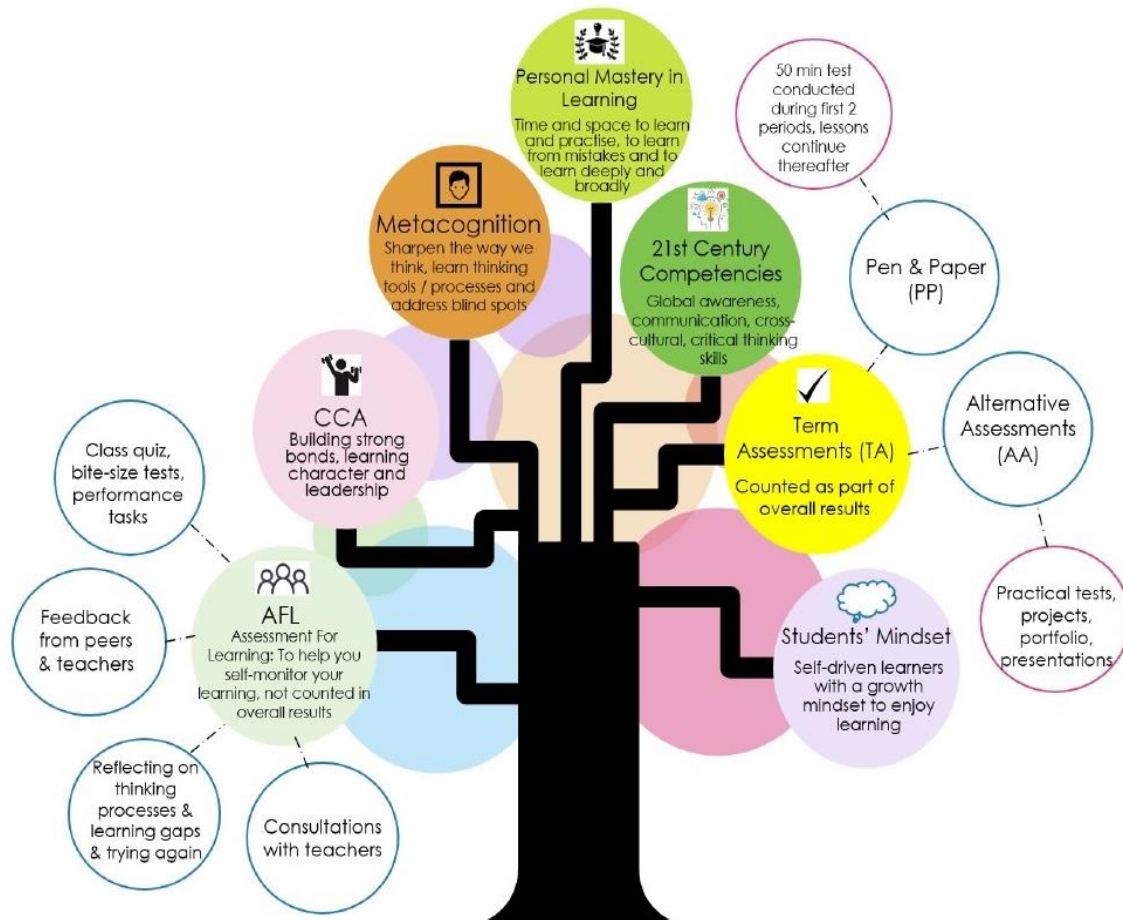 Personal Mastery in
Learning
Time and space to learn
and practise, to learn
from mistakes and to
learn deeply and
broadly
50 min test
conducted
during first 2
periods, lessons
continue
thereafter
Metacognition
Sharpen the way we
think, learn thinking
tools / processes and
address blind spots
21st Century
Competencies
Global awareness,
communication, cross-
cultural, critical thinking
skills
Pen & Paper
(PP)
CCA
Building strong
bonds, learning
character and
leadership
Term
Assessments (TA)
Counted as part of
overall results
Alternative
Assessments
(AA)
Class quiz,
bite-size tests,
performance
tasks
Practical tests,
projects,
portfolio,
presentations
Feedback
from peers
& teachers
AFL
Assessment For
Learning: To help you
self-monitor your
learning, not counted in
overall results
Students' Mindset
Self-driven learners
with a growth
mindset to enjoy
learning
Reflecting on
thinking
processes &
learning gaps
& trying again
Consultations
with teachers